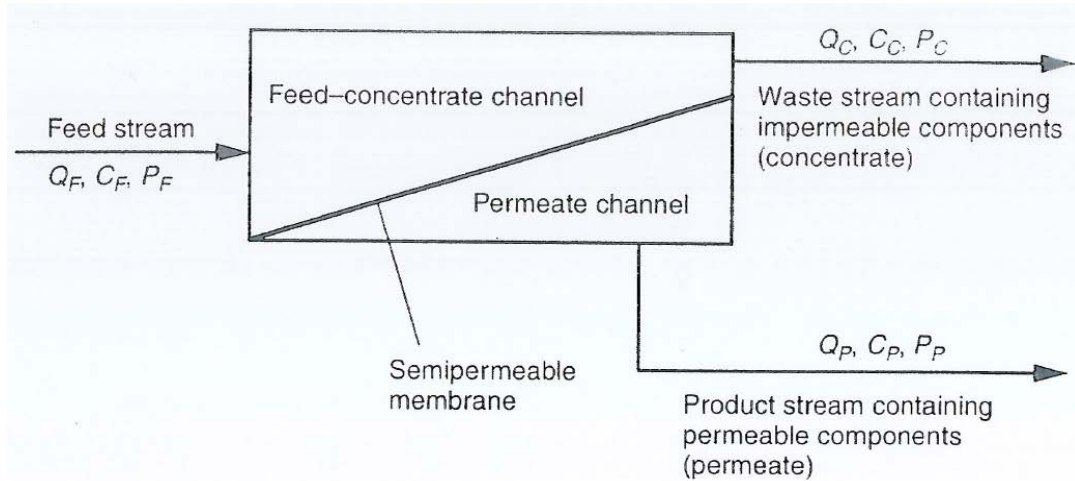 Feed stream
Q_F, C_F, P_F
Feed–concentrate channel
Permeate channel
Semipermeable
membrane
Q_C, C_C, P_C
Waste stream containing
impermeable components
(concentrate)
Q_P, C_P, P_P
Product stream containing
permeable components
(permeate)